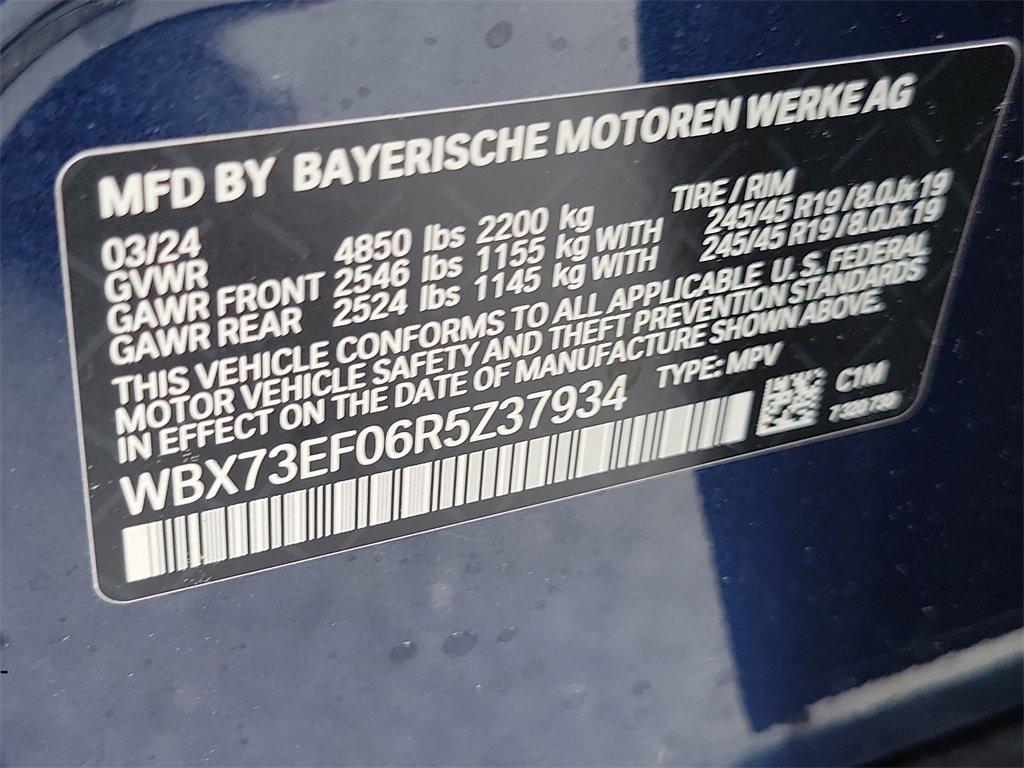 MFD BY BAYERISCHE MOTOREN WERKE AG
03/24 TIRE / RIM
GVWR 4850 lbs 2200 kg
GAWR FRONT 2546 lbs 1155 kg WITH 245/45 R19 / 8.0Jx19
GAWR REAR 2524 lbs 1145 kg WITH 245/45 R19 / 8.0Jx19
THIS VEHICLE CONFORMS TO ALL APPLICABLE U. S. FEDERAL
MOTOR VEHICLE SAFETY AND THEFT PREVENTION STANDARDS
IN EFFECT ON THE DATE OF MANUFACTURE SHOWN ABOVE.
WBX73EF06R5Z37934 TYPE: MPV
C1M